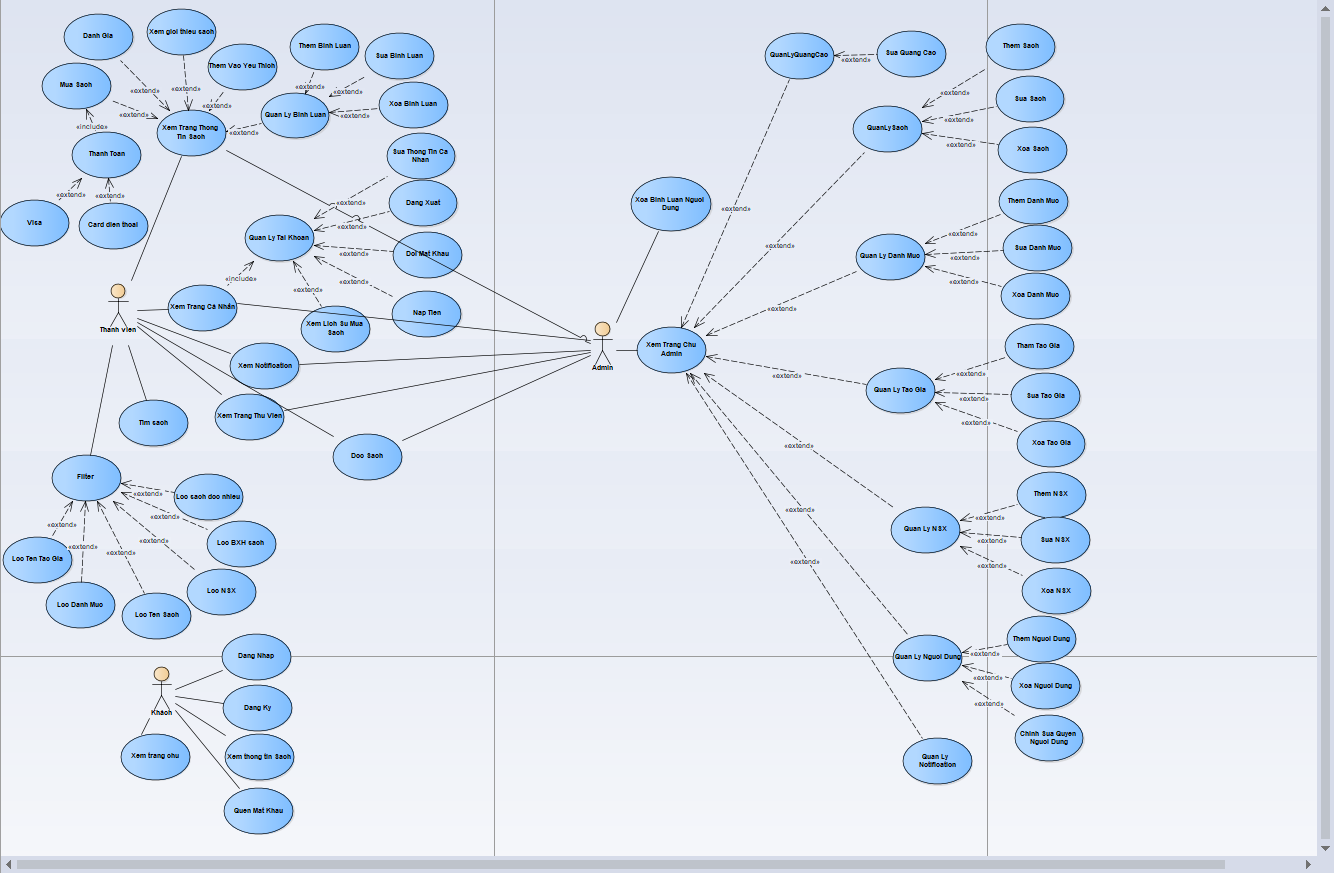 Danh Gia
Xem gioi thieu sach
Them Vao Yeu Thich
Them Binh Luan
Sua Binh Luan
Mua Sach
Xoa Binh Luan
Quan Ly Binh Luan
Xem Trang Thong
Tin Sach
«extend»
«extend»
«extend»
«extend»
«extend»
«extend»
«extend»
«extend»
«include»
Thanh Toan
«extend»
«extend»
Visa
Card dien thoai
Sua Thong Tin Ca
Nhan
Dang Xuat
Quan Ly Tai Khoan
Doi Mat Khau
«extend»
«extend»
«extend»
«extend»
«extend»
«include»
Xem Trang Cá Nhân
Xem Lich Su Mua
Sach
Nap Tien
Thanh vien
Xem Notification
Xem Trang Thu Vien
Tim sach
Doc Sach
Filter
Loc sach doc nhieu
Loc BXH sach
«extend»
«extend»
«extend»
«extend»
«extend»
«extend»
Loc Ten Tac Gia
Loc Danh Muc
Loc Ten Sach
Loc NSX
Dang Nhap
Khách
Dang Ky
Xem trang chu
Xem thong tin Sach
Quen Mat Khau
Xoa Binh Luan Nguoi
Dung
Admin
Xem Trang Chu
Admin
QuanLyQuangCao
«extend»
Sua Quang Cao
Them Sach
QuanLySach
«extend»
Sua Sach
«extend»
Xoa Sach
«extend»
«extend»
«extend»
Them Danh Muc
Quan Ly Danh Muc
«extend»
Sua Danh Muc
«extend»
Xoa Danh Muc
«extend»
«extend»
Tham Tac Gia
Quan Ly Tac Gia
«extend»
«extend»
Sua Tac Gia
«extend»
Xoa Tac Gia
«extend»
«extend»
Them NSX
Quan Ly NSX
«extend»
Sua NSX
«extend»
Xoa NSX
«extend»
«extend»
«extend»
Them Nguoi Dung
Quan Ly Nguoi Dung
«extend»
Xoa Nguoi Dung
«extend»
Chinh Sua Quyen
Nguoi Dung
«extend»
Quan Ly
Notification